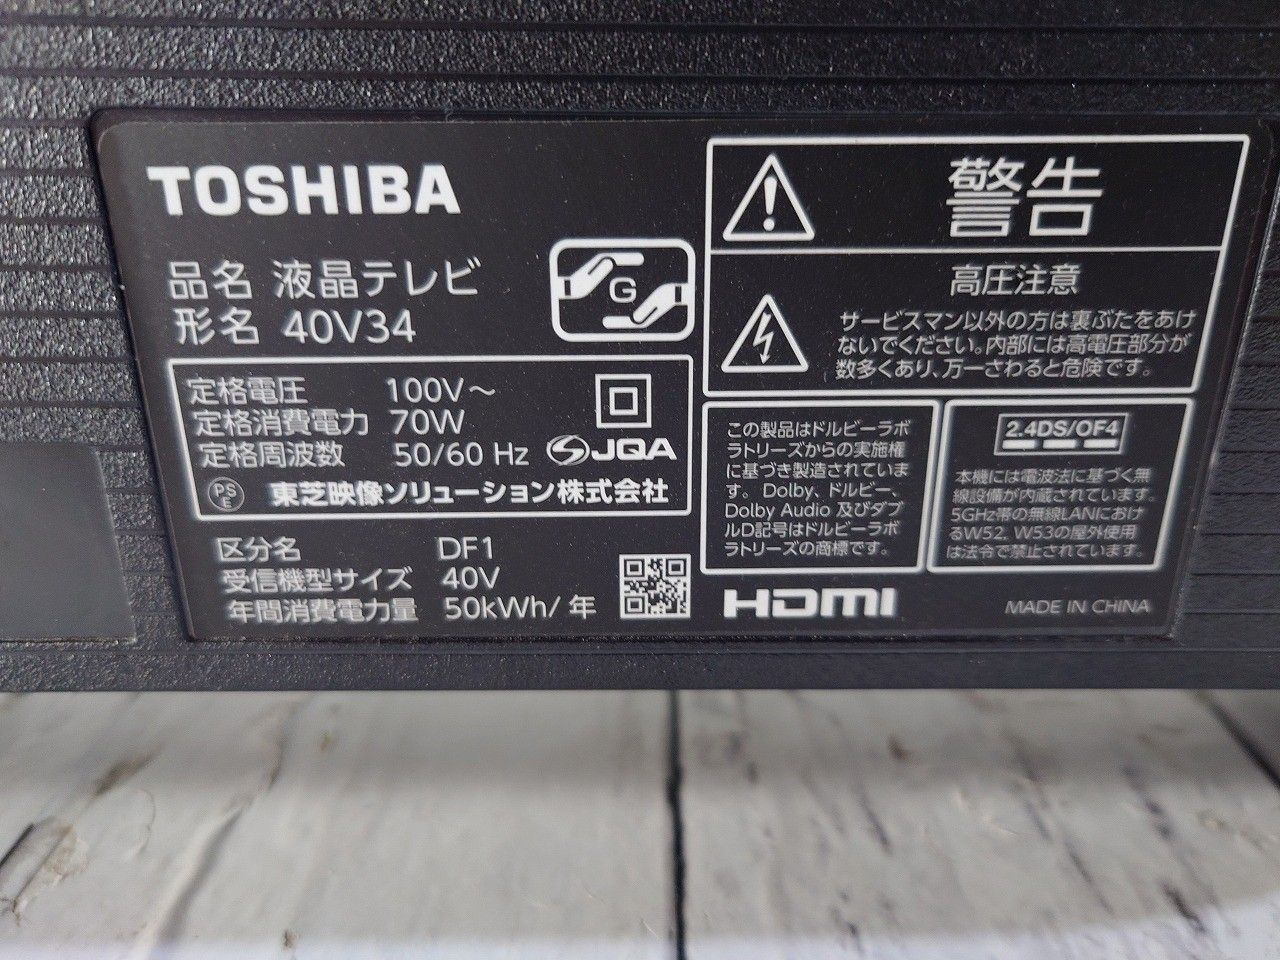 TOSHIBA
品名 液晶テレビ
形名 40V34
G
定格電圧 100V～
定格消費電力 70W
定格周波数 50/60 Hz
JQA
PS
E
東芝映像ソリューション株式会社
区分名 DF1
受信機型サイズ 40V
年間消費電力量 50kWh/年
警告
高圧注意
サービスマン以外の方は裏ぶたをあけ
ないでください。内部には高電圧部分が
数多くあり、万一さわると危険です。
この製品はドルビーラボ
ラトリーズからの実施権
に基づき製造されていま
す。Dolby、ドルビー、
Dolby Audio 及びダブ
ルD記号はドルビーラボ
ラトリーズの商標です。
2.4DS/OF4
本機には電波法に基づく無
線設備が内蔵されています。
5GHz帯の無線LANにおけ
るW52, W53の屋外使用
は法令で禁止されています。
HDMI
MADE IN CHINA